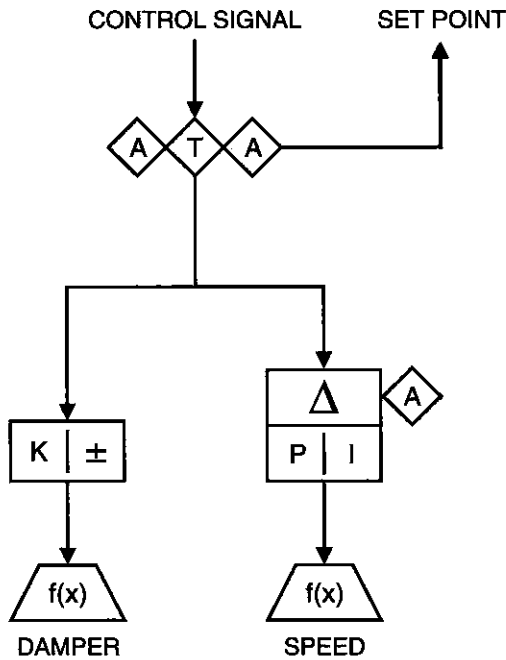 CONTROL SIGNAL SET POINT
A T A
Δ A
K ± P I
f(x) f(x)
DAMPER SPEED